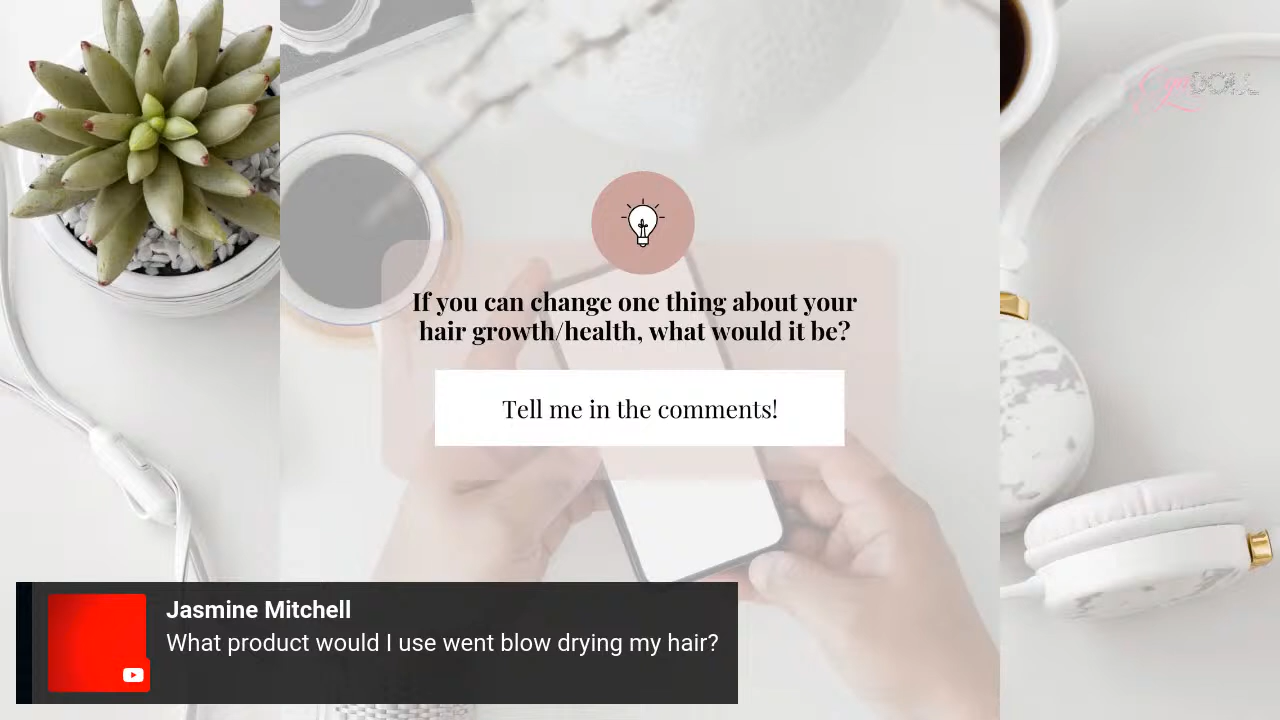 If you can change one thing about your
hair growth/health, what would it be?
Tell me in the comments!
Jasmine Mitchell
What product would I use went blow drying my hair?